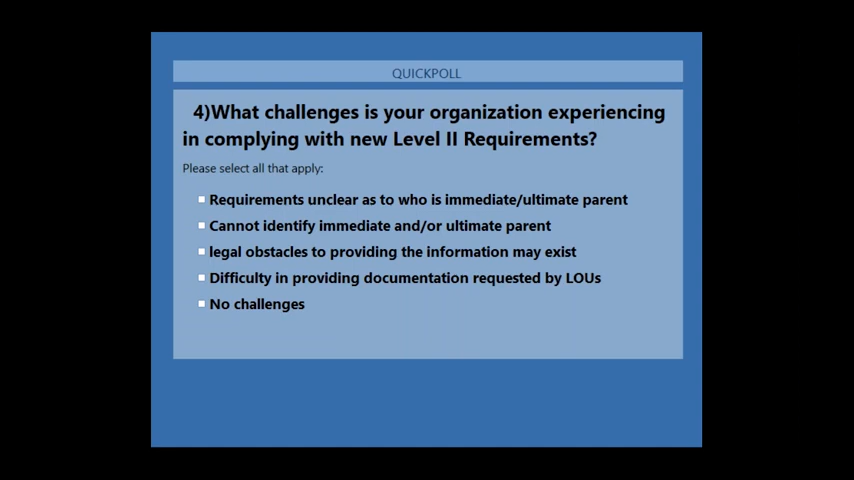 QUICKPOLL
4)What challenges is your organization experiencing
in complying with new Level II Requirements?
Please select all that apply:
Requirements unclear as to who is immediate/ultimate parent
Cannot identify immediate and/or ultimate parent
legal obstacles to providing the information may exist
Difficulty in providing documentation requested by LOUs
No challenges